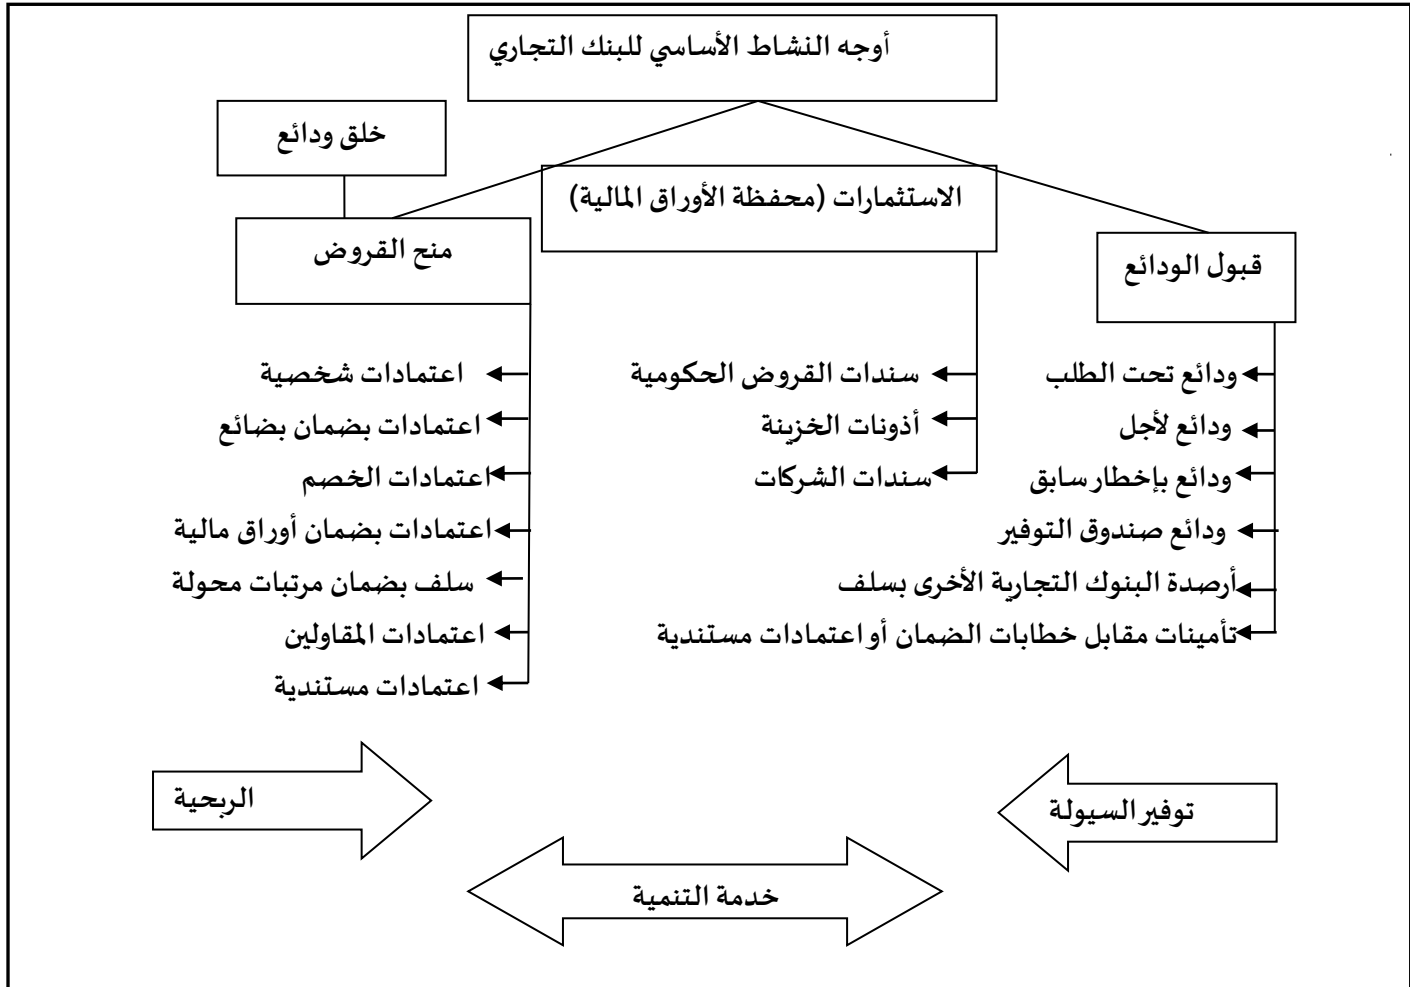 أوجه النشاط الأساسي للبنك التجاري
خلق ودائع
الاستثمارات (محفظة الأوراق المالية)
منح القروض
قبول الودائع
ودائع تحت الطلب
ودائع لأجل
ودائع بإخطار سابق
ودائع صندوق التوفير
أرصدة البنوك التجارية الأخرى بسلف
تأمينات مقابل خطابات الضمان أو اعتمادات مستندية
سندات القروض الحكومية
أذونات الخزينة
سندات الشركات
اعتمادات شخصية
اعتمادات بضمان بضائع
اعتمادات الخصم
اعتمادات بضمان أوراق مالية
سلف بضمان مرتبات محولة
اعتمادات المقاولين
اعتمادات مستندية
توفير السيولة
الربحية
خدمة التنمية